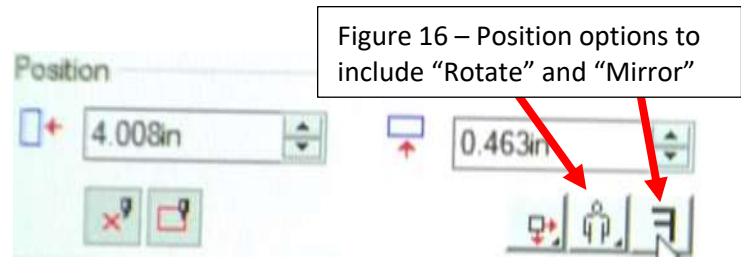 Figure 16 – Position options to
include “Rotate” and “Mirror”
Position
4.008in
0.463in